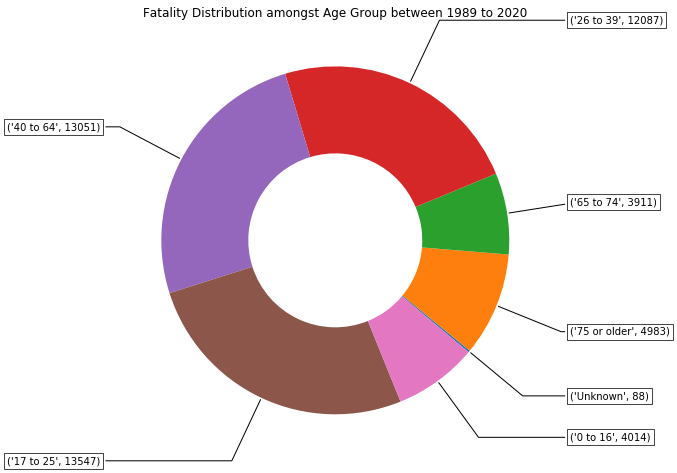 Fatality Distribution amongst Age Group between 1989 to 2020
('26 to 39', 12087)
('40 to 64', 13051)
('65 to 74', 3911)
('75 or older', 4983)
('Unknown', 88)
('0 to 16', 4014)
('17 to 25', 13547)